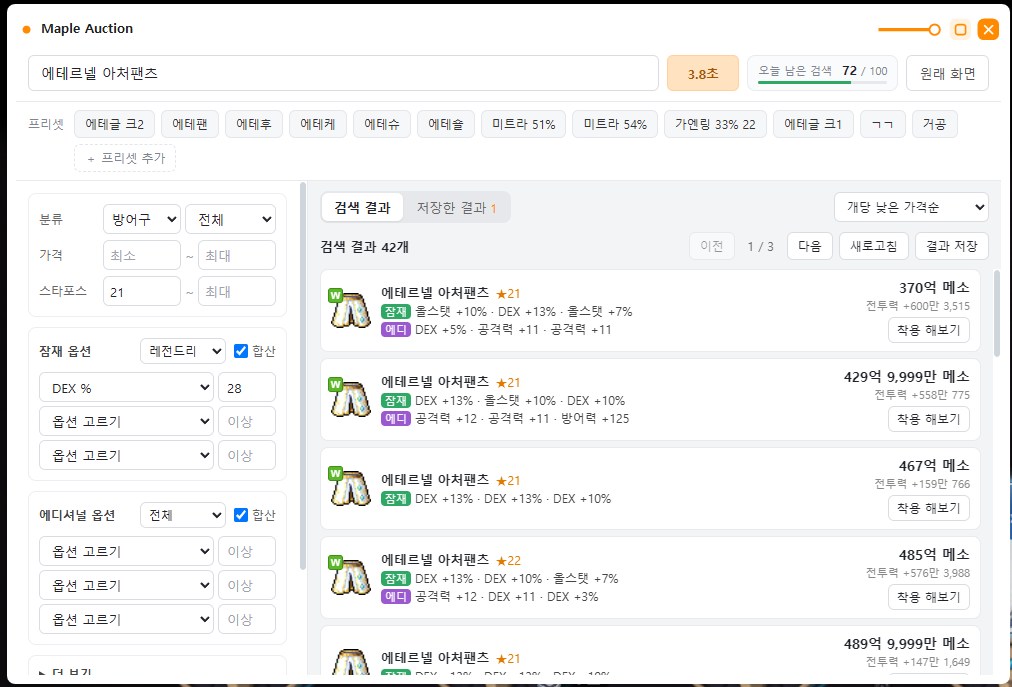 Maple Auction
에테르넬 아처팬츠
3.8초
오늘 남은 검색 72 / 100
원래 화면
프리셋 에테글 크2 에테팬 에테후 에테케 에테슈 에테숄 미트라 51% 미트라 54% 가엔링 33% 22 에테글 크1 ㄱㄱ 거공
+ 프리셋 추가
분류 방어구 전체
가격 최소 ~ 최대
스타포스 21 ~ 최대
잠재 옵션 레전드리 합산
DEX % 28
옵션 고르기 이상
옵션 고르기 이상
에디셔널 옵션 전체 합산
옵션 고르기 이상
옵션 고르기 이상
옵션 고르기 이상
더 보기
검색 결과 저장한 결과 1
개당 낮은 가격순
검색 결과 42개
이전 1 / 3 다음 새로고침 결과 저장
W
에테르넬 아처팬츠 ★21
잠재 올스탯 +10% · DEX +13% · 올스탯 +7%
에디 DEX +5% · 공격력 +11 · 공격력 +11
370억 메소
전투력 +600만 3,515
착용 해보기
W
에테르넬 아처팬츠 ★21
잠재 DEX +13% · 올스탯 +10% · DEX +10%
에디 공격력 +12 · 공격력 +11 · 방어력 +125
429억 9,999만 메소
전투력 +558만 775
착용 해보기
W
에테르넬 아처팬츠 ★21
잠재 DEX +13% · DEX +13% · DEX +10%
467억 메소
전투력 +159만 766
착용 해보기
W
에테르넬 아처팬츠 ★22
잠재 DEX +13% · DEX +10% · 올스탯 +7%
에디 공격력 +12 · DEX +11 · DEX +3%
485억 메소
전투력 +576만 3,988
착용 해보기
에테르넬 아처팬츠 ★21
489억 9,999만 메소
전투력 +147만 1,649